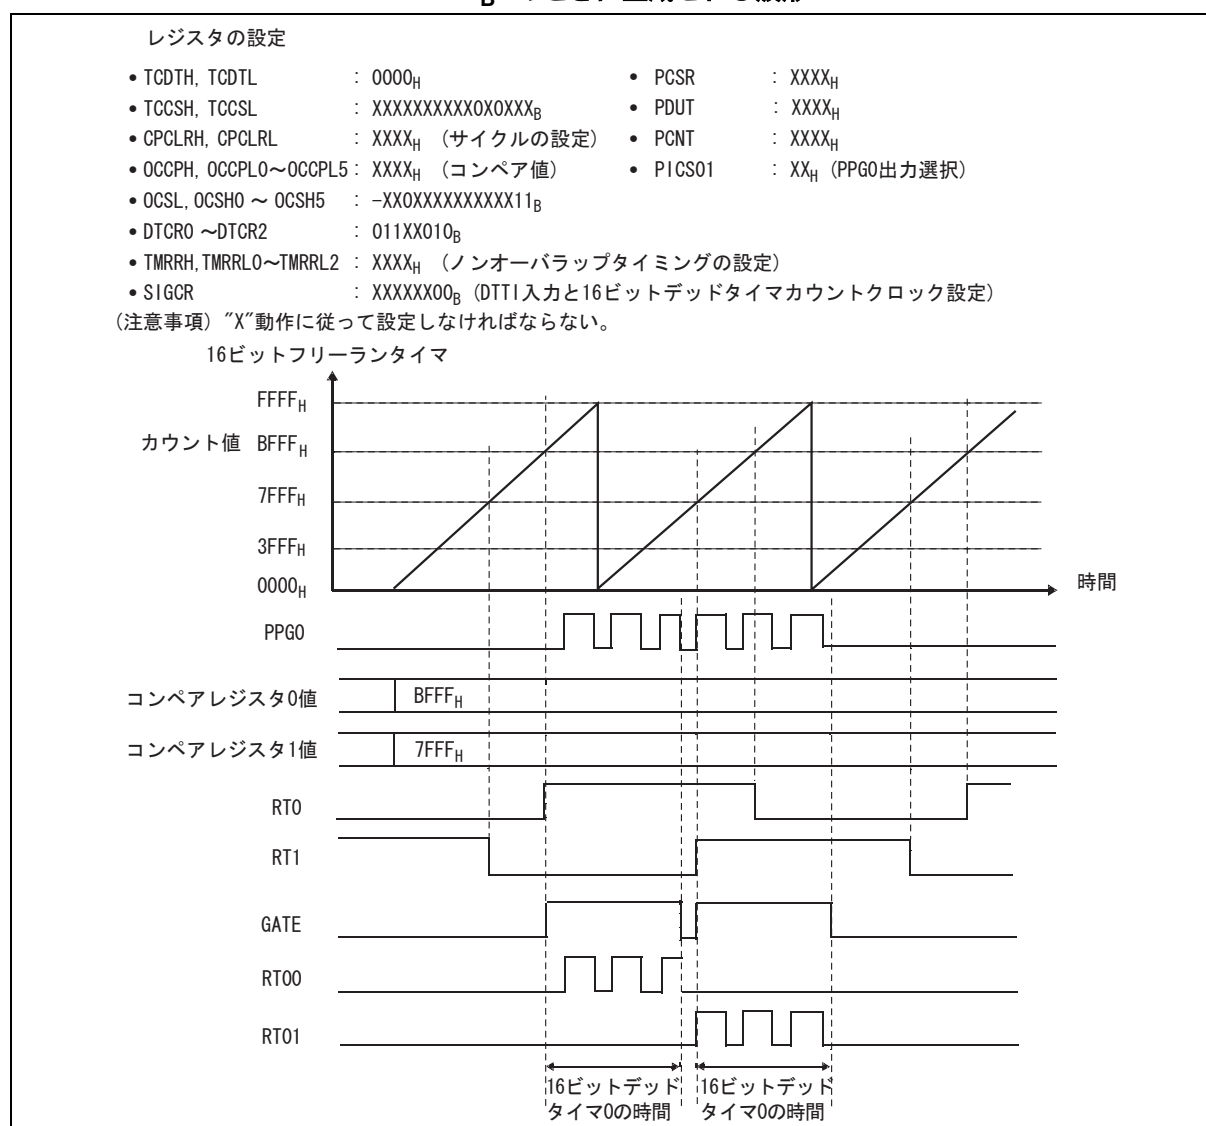 レジスタの設定
• TCDTH, TCDTL : 0000H • PCSR : XXXXH
• TCCSH, TCCSL : XXXXXXXXXX0X0XXXB • PDUT : XXXXH
• CPCLRH, CPCLRL : XXXXH (サイクルの設定) • PCNT : XXXXH
• OCCPH, OCCPL0～OCCPL5 : XXXXH (コンペア値) • PICS01 : XXH (PPG0出力選択)
• OCSL, OCSH0 ～ OCSH5 : -XX0XXXXXXXXXX11B
• DTCR0 ～DTCR2 : 011XX010B
• TMRRH, TMRRL0～TMRRL2 : XXXXH (ノンオーバラップタイミングの設定)
• SIGCR : XXXXXX00B (DTTI入力と16ビットデッドタイマカウントクロック設定)
(注意事項) "X"動作に従って設定しなければならない。
16ビットフリーランタイマ
FFFFH
カウント値 BFFFH
7FFFH
3FFFH
0000H
時間
PPG0
コンペアレジスタ0値 BFFFH
コンペアレジスタ1値 7FFFH
RT0
RT1
GATE
RTO0
RTO1
16ビットデッド 16ビットデッド
タイマ0の時間 タイマ0の時間